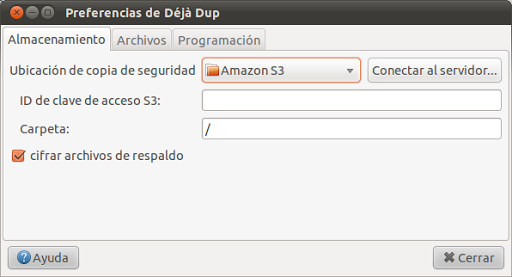 Preferencias de Déjà Dup
Almacenamiento Archivos Programación
Ubicación de copia de seguridad Amazon S3 Conectar al servidor...
ID de clave de acceso S3:
Carpeta: /
cifrar archivos de respaldo
Ayuda Cerrar